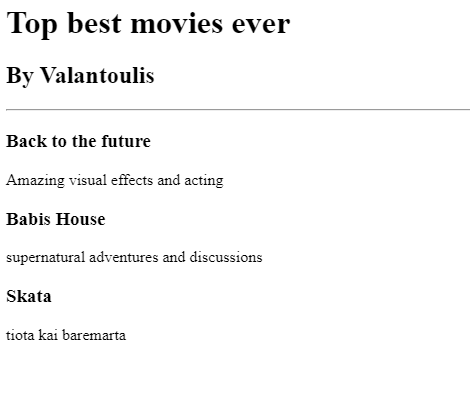 Top best movies ever
By Valantoulis
Back to the future
Amazing visual effects and acting
Babis House
supernatural adventures and discussions
Skata
tiota kai baremarta